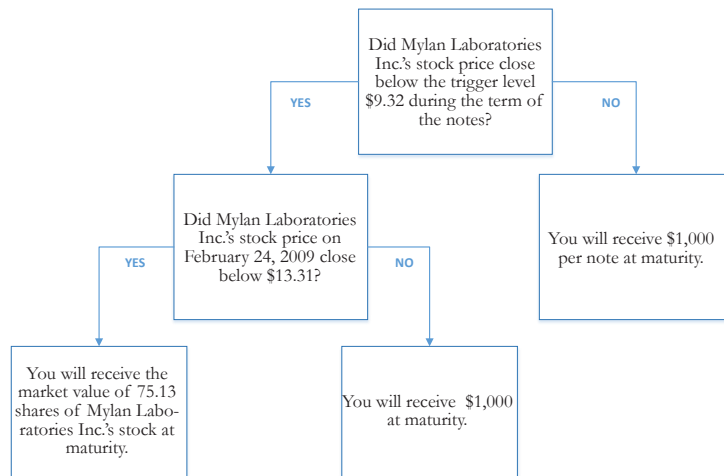 Did Mylan Laboratories
Inc.'s stock price close
below the trigger level
$9.32 during the term of
the notes?
YES
NO
Did Mylan Laboratories
Inc.'s stock price on
February 24, 2009 close
below $13.31?
You will receive $1,000
per note at maturity.
YES
NO
You will receive the
market value of 75.13
shares of Mylan Labo-
ratories Inc.'s stock at
maturity.
You will receive $1,000
at maturity.